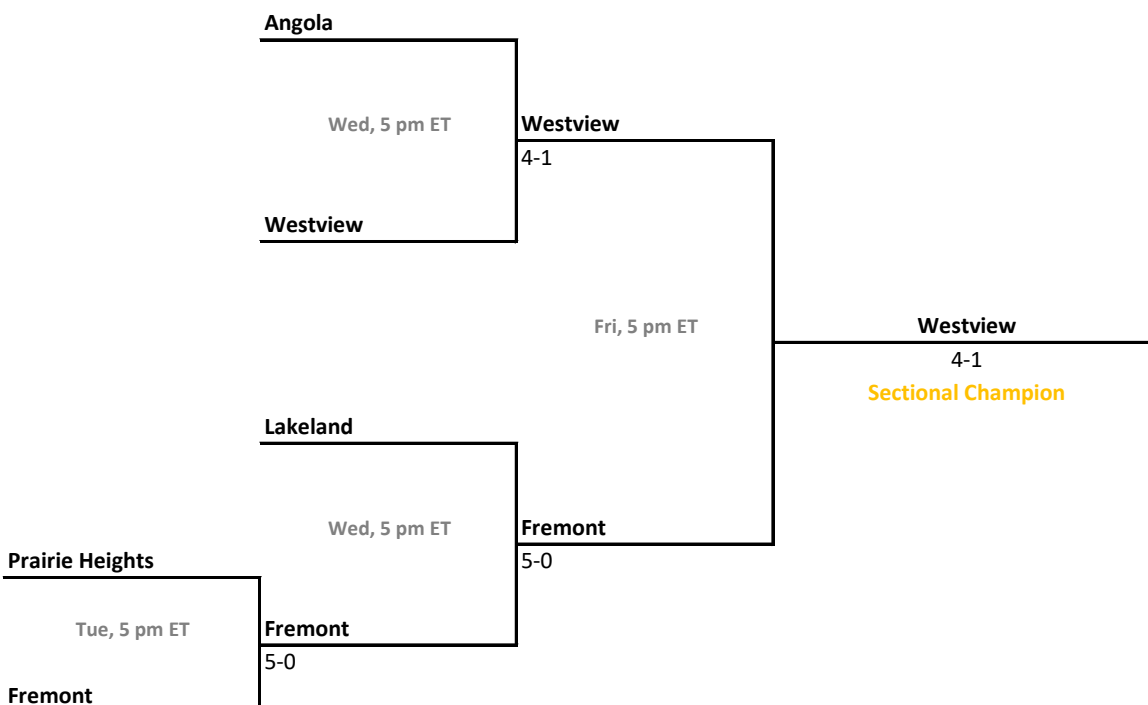 Angola
Wed, 5 pm ET
Westview
4-1
Westview
Fri, 5 pm ET
Westview
4-1
Sectional Champion
Lakeland
Wed, 5 pm ET
Fremont
5-0
Prairie Heights
Tue, 5 pm ET
Fremont
5-0
Fremont